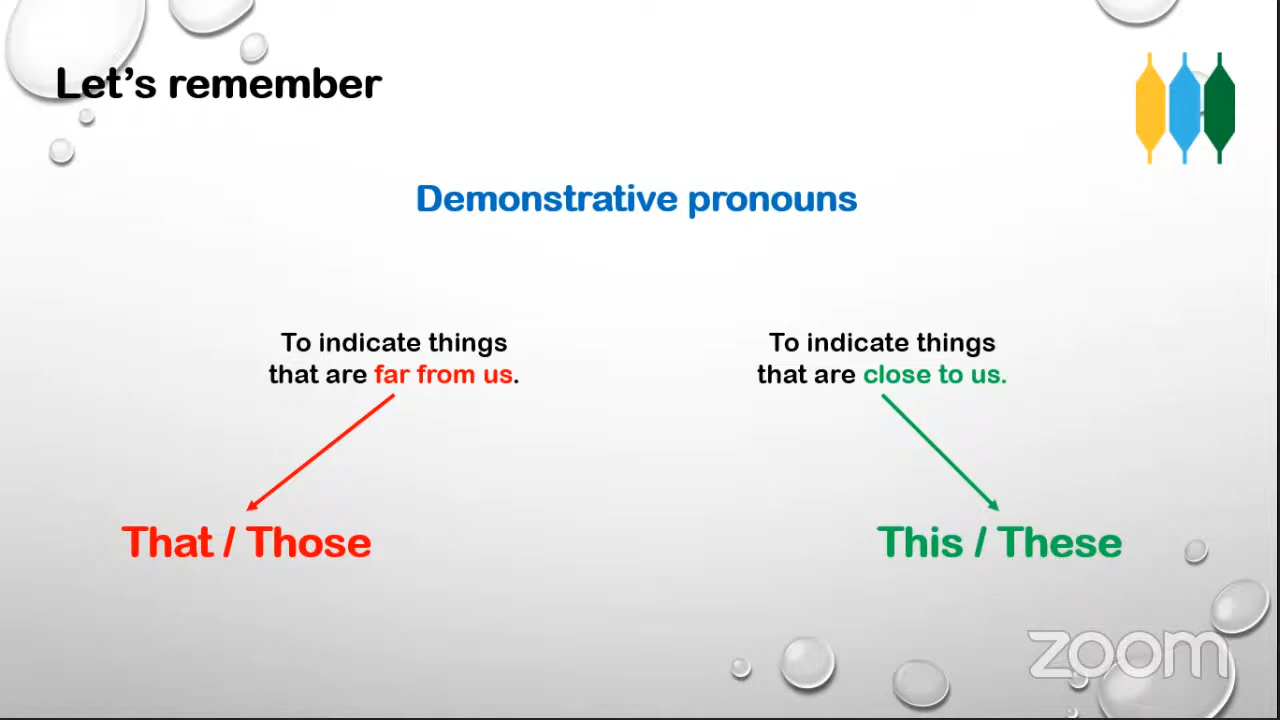 Let’s remember
Demonstrative pronouns
To indicate things
that are far from us.
To indicate things
that are close to us.
That / Those
This / These
zoom